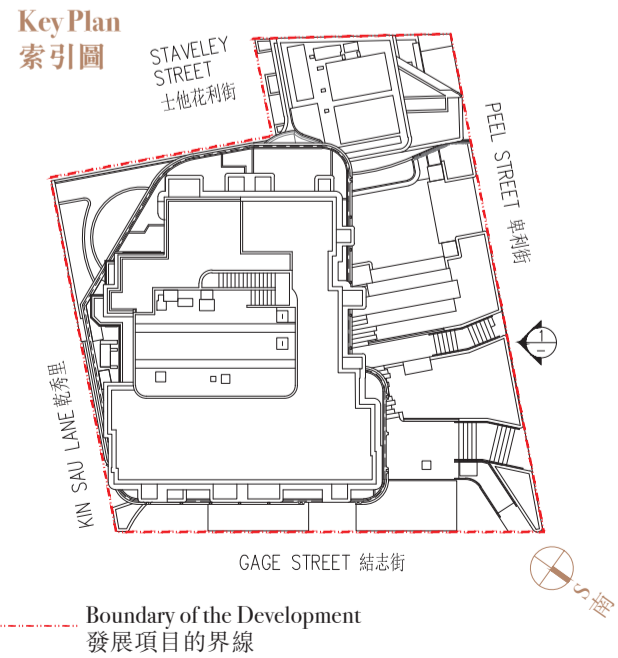 Key Plan
索引圖
STAVELEY
STREET
士他花利街
PEEL STREET 卑利街
KIN SAU LANE 乾秀里
1
GAGE STREET 結志街
S 南
Boundary of the Development
發展項目的界線